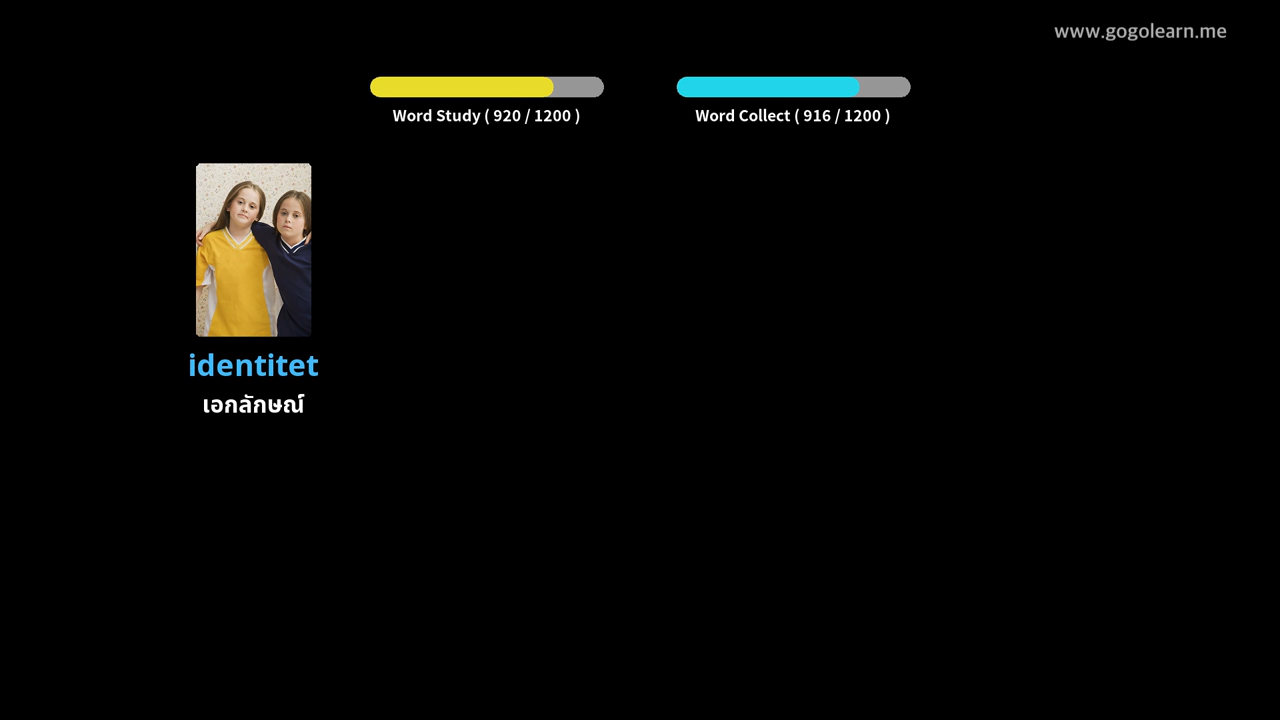 www.gogolearn.me
Word Study ( 920 / 1200 )
Word Collect ( 916 / 1200 )
identitet
เอกลักษณ์